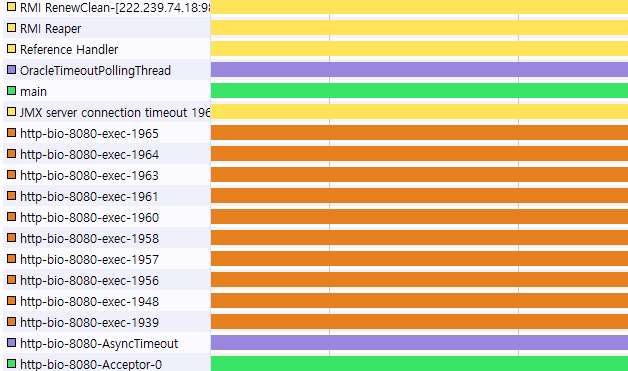 RMI RenewClean-[222.239.74.18:98
RMI Reaper
Reference Handler
OracleTimeoutPollingThread
main
JMX server connection timeout 196
http-bio-8080-exec-1965
http-bio-8080-exec-1964
http-bio-8080-exec-1963
http-bio-8080-exec-1961
http-bio-8080-exec-1960
http-bio-8080-exec-1958
http-bio-8080-exec-1957
http-bio-8080-exec-1956
http-bio-8080-exec-1948
http-bio-8080-exec-1939
http-bio-8080-AsyncTimeout
http-bio-8080-Acceptor-0